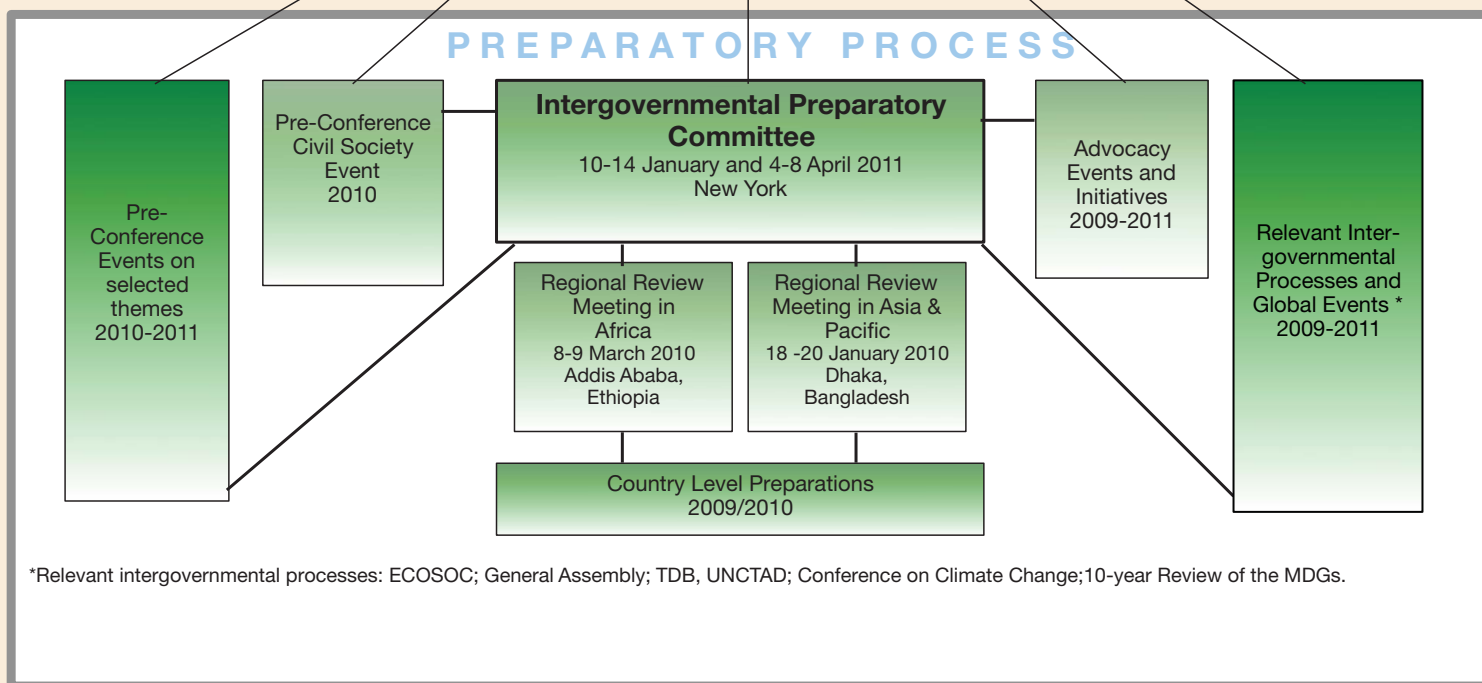 PREPARATORY PROCESS
Pre-
Conference
Events on
selected
themes
2010-2011
Pre-Conference
Civil Society
Event
2010
Intergovernmental Preparatory
Committee
10-14 January and 4-8 April 2011
New York
Advocacy
Events and
Initiatives
2009-2011
Relevant Inter-
governmental
Processes and
Global Events *
2009-2011
Regional Review
Meeting in
Africa
8-9 March 2010
Addis Ababa,
Ethiopia
Regional Review
Meeting in Asia &
Pacific
18 -20 January 2010
Dhaka,
Bangladesh
Country Level Preparations
2009/2010
*Relevant intergovernmental processes: ECOSOC; General Assembly; TDB, UNCTAD; Conference on Climate Change;10-year Review of the MDGs.